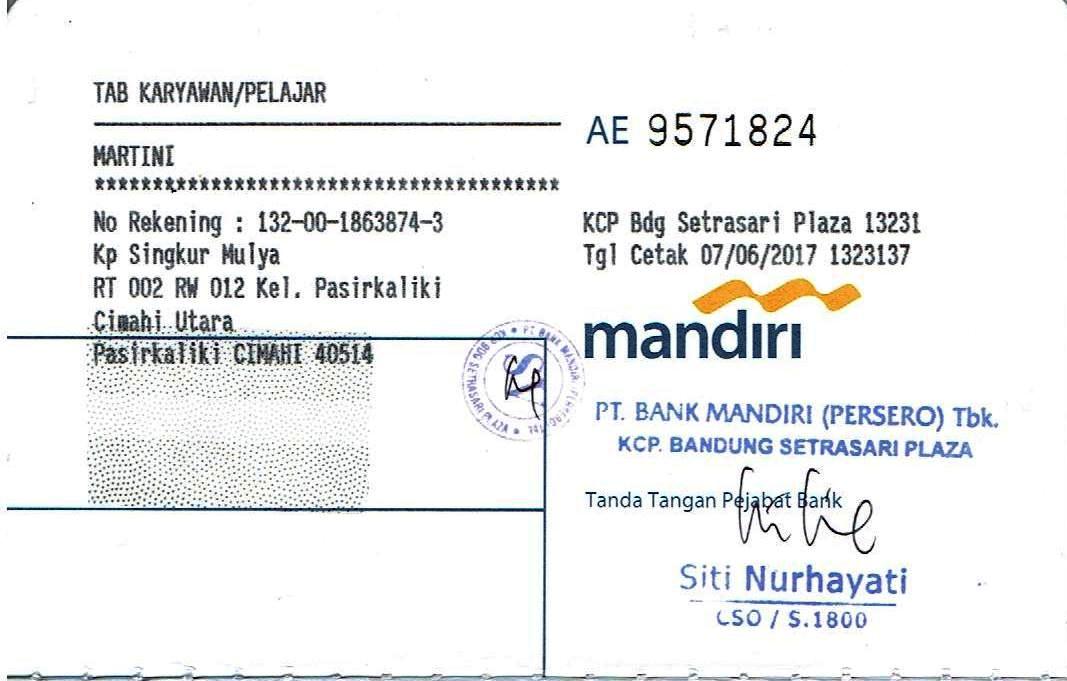 TAB KARYAWAN/PELAJAR
MARTINI
****************************************
No Rekening : 132-00-1863874-3
Kp Singkur Mulya
RT 002 RW 012 Kel. Pasirkaliki
Cimahi Utara
Pasirkaliki CIMAHI 40514
AE 9571824
KCP Bdg Setrasari Plaza 13231
Tgl Cetak 07/06/2017 1323137
mandiri
PT. BANK MANDIRI (PERSERO) Tbk.
KCP. BANDUNG SETRASARI PLAZA
Tanda Tangan Pejabat Bank
Siti Nurhayati
CSO / S.1800